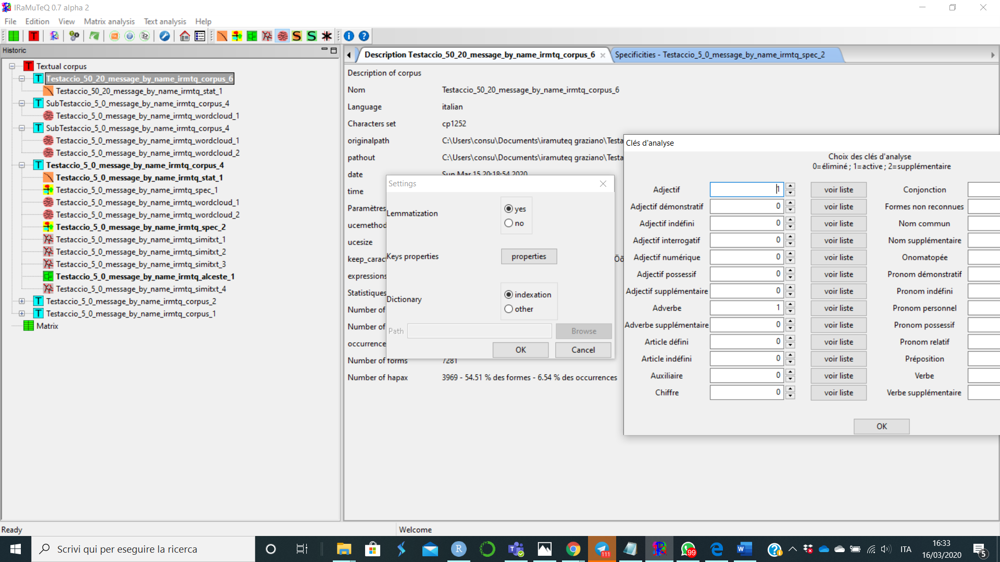 IRaMuTeQ 0.7 alpha 2
File Edition View Matrix analysis Text analysis Help
Historic
Textual corpus
Testaccio_50_20_message_by_name_irmtq_corpus_6
Testaccio_50_20_message_by_name_irmtq_stat_1
SubTestaccio_5_0_message_by_name_irmtq_corpus_4
Testaccio_5_0_message_by_name_irmtq_wordcloud_1
SubTestaccio_5_0_message_by_name_irmtq_corpus_4
Testaccio_5_0_message_by_name_irmtq_wordcloud_1
Testaccio_5_0_message_by_name_irmtq_wordcloud_2
Testaccio_5_0_message_by_name_irmtq_corpus_4
Testaccio_5_0_message_by_name_irmtq_stat_1
Testaccio_5_0_message_by_name_irmtq_spec_1
Testaccio_5_0_message_by_name_irmtq_wordcloud_1
Testaccio_5_0_message_by_name_irmtq_wordcloud_2
Testaccio_5_0_message_by_name_irmtq_spec_2
Testaccio_5_0_message_by_name_irmtq_simitxt_1
Testaccio_5_0_message_by_name_irmtq_simitxt_2
Testaccio_5_0_message_by_name_irmtq_simitxt_3
Testaccio_5_0_message_by_name_irmtq_alceste_1
Testaccio_5_0_message_by_name_irmtq_simitxt_4
Testaccio_5_0_message_by_name_irmtq_corpus_2
Testaccio_5_0_message_by_name_irmtq_corpus_1
Matrix
Description Testaccio_50_20_message_by_name_irmtq_corpus_6
Specificities - Testaccio_5_0_message_by_name_irmtq_spec_2
Description of corpus
Nom Testaccio_50_20_message_by_name_irmtq_corpus_6
Language italian
Characters set cp1252
originalpath C:\Users\consu\Documents\iramuteq graziano\Testa
pathout C:\Users\consu\Documents\iramuteq graziano\Testa
date Sun Mar 15 20:18:54 2020
time
Paramètres
ucemethod
ucesize
keep_caract Öö
expressions
Statistiques
Number of
Number of
occurrence
Number of forms 7281
Number of hapax 3969 - 54.51 % des formes - 6.54 % des occurrences
Settings
Lemmatization yes
no
Keys properties properties
Dictionary indexation
other
Path Browse
OK Cancel
Clés d'analyse
Choix des clés d'analyse
0=éliminé ; 1=active ; 2=supplémentaire
Adjectif 1 voir liste Conjonction
Adjectif démonstratif 0 voir liste Formes non reconnues
Adjectif indéfini 0 voir liste Nom commun
Adjectif interrogatif 0 voir liste Nom supplémentaire
Adjectif numérique 0 voir liste Onomatopée
Adjectif possessif 0 voir liste Pronom démonstratif
Adjectif supplémentaire 0 voir liste Pronom indéfini
Adverbe 1 voir liste Pronom personnel
Adverbe supplémentaire 0 voir liste Pronom possessif
Article défini 0 voir liste Pronom relatif
Article indéfini 0 voir liste Préposition
Auxiliaire 0 voir liste Verbe
Chiffre 0 voir liste Verbe supplémentaire
OK
Ready Welcome
Scrivi qui per eseguire la ricerca
111
99
ITA
16:33
16/03/2020
5